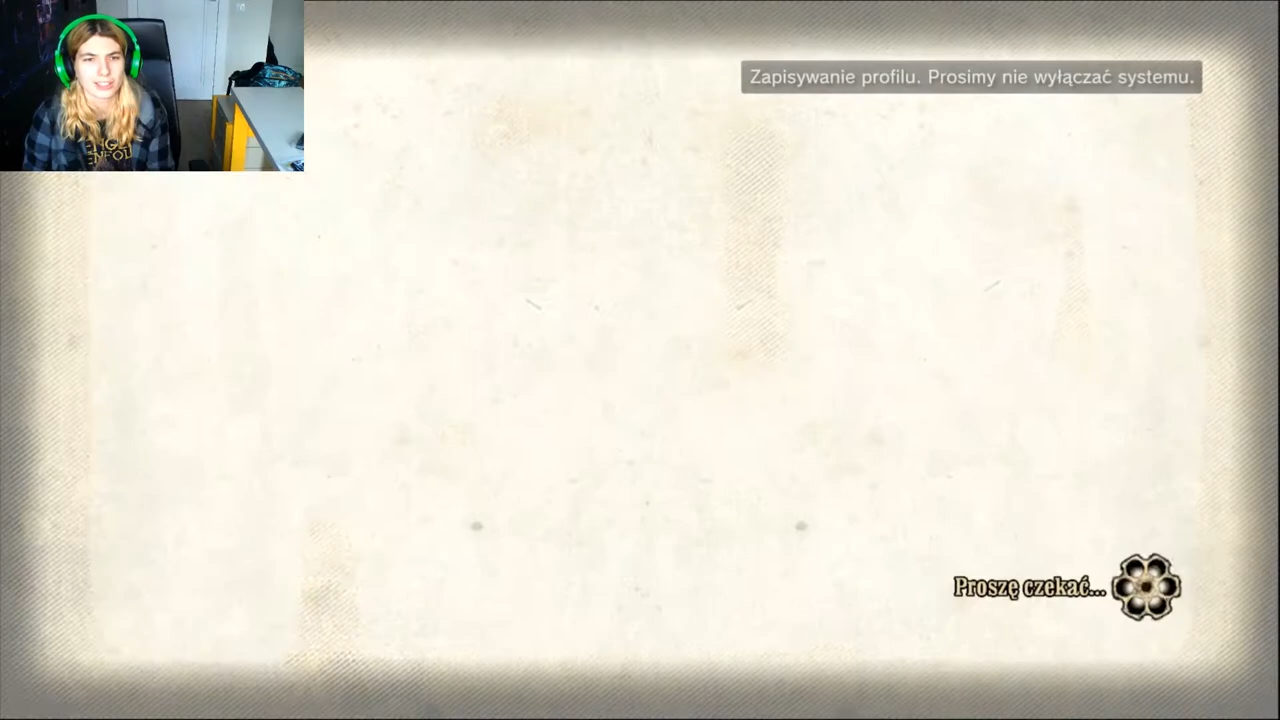 Zapisywanie profilu. Prosimy nie wyłączać systemu.
Proszę czekać...